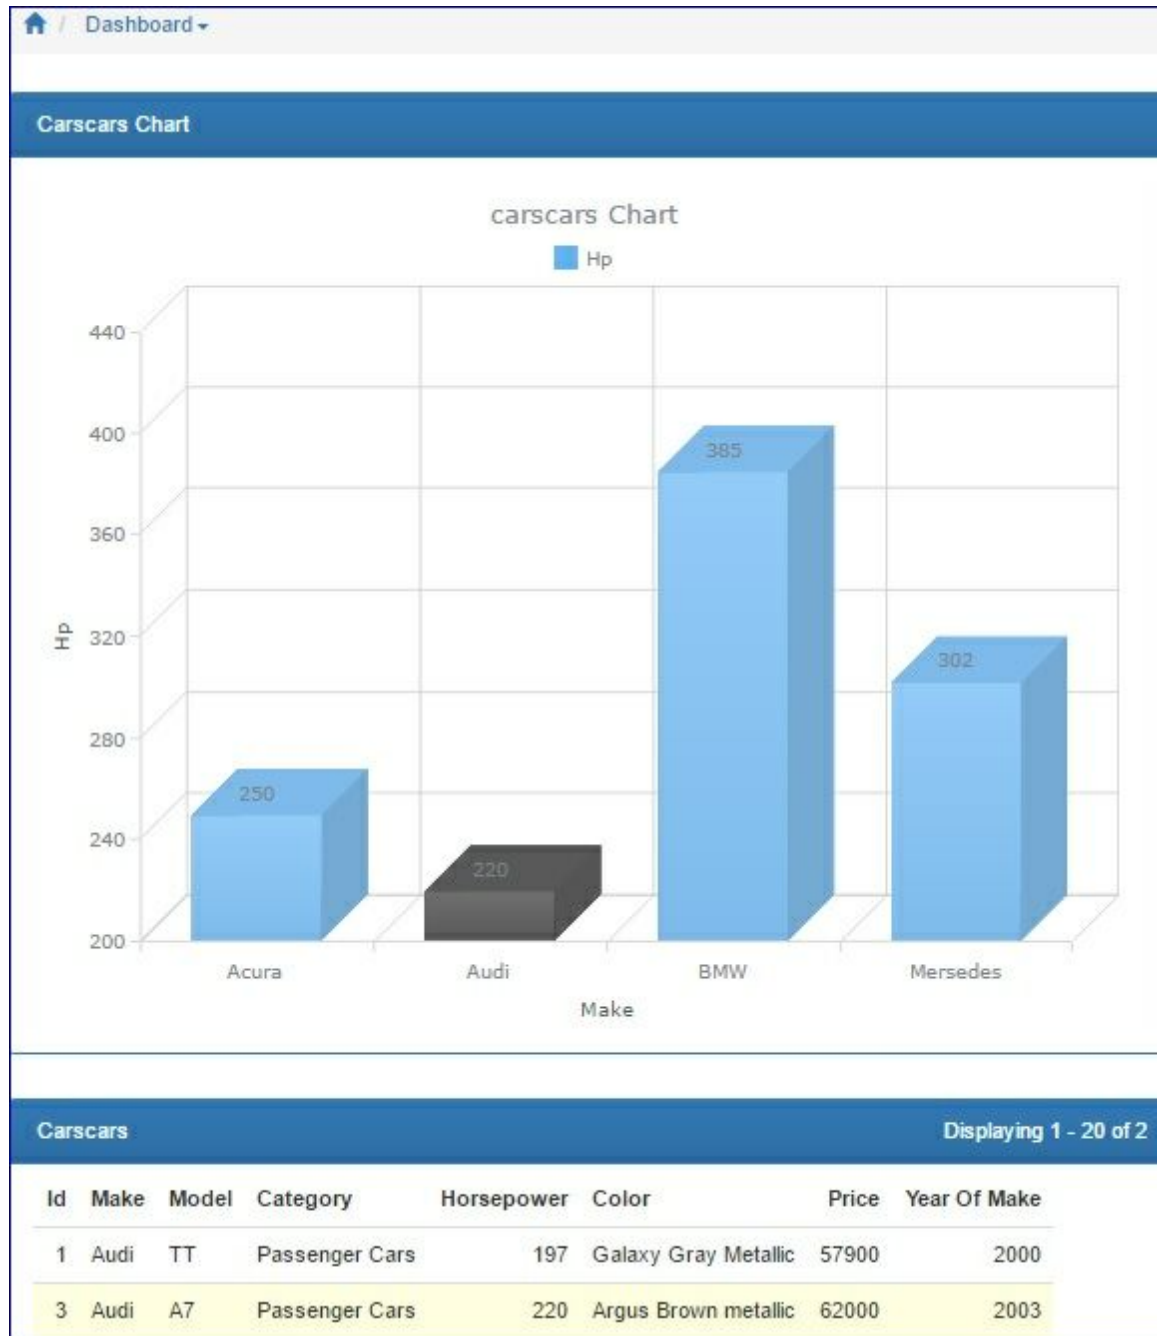 / Dashboard
Carscars Chart
carscars Chart
Hp
440
400
360
320
280
240
200
Hp
385
302
250
220
Acura Audi BMW Mersedes
Make
Carscars Displaying 1 - 20 of 2
Id Make Model Category Horsepower Color Price Year Of Make
1 Audi TT Passenger Cars 197 Galaxy Gray Metallic 57900 2000
3 Audi A7 Passenger Cars 220 Argus Brown metallic 62000 2003